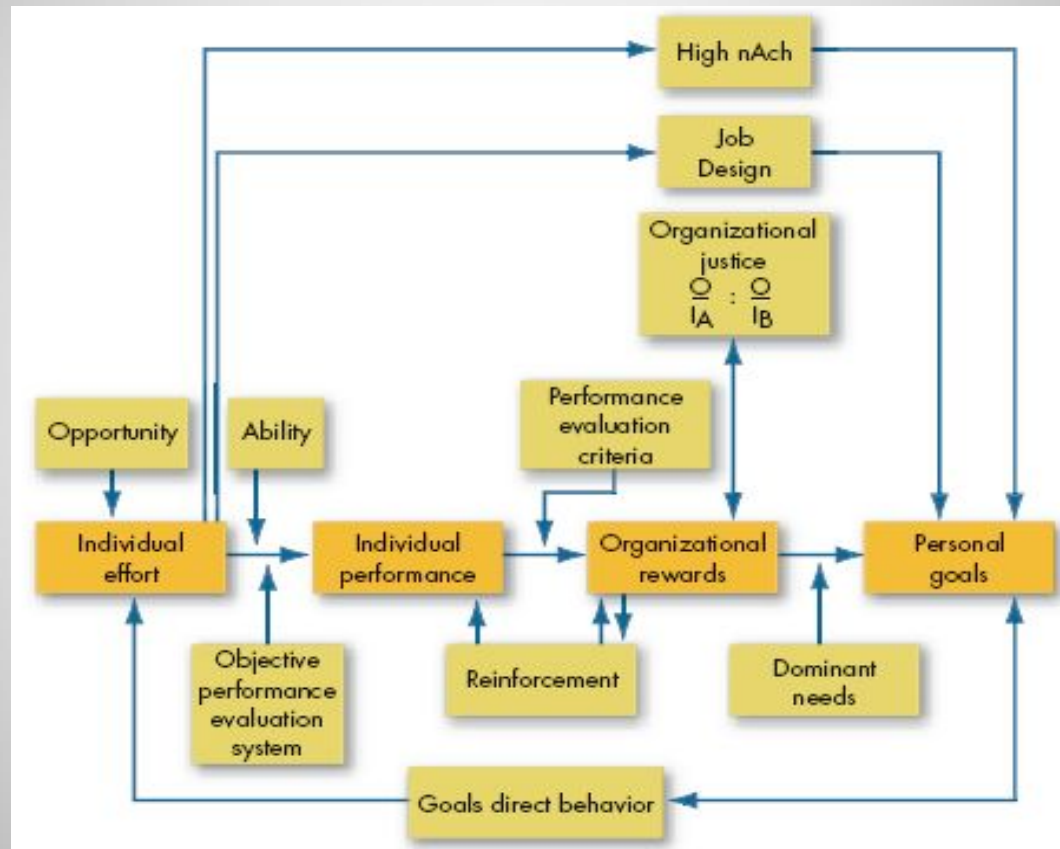 High nAch
Job
Design
Organizational
justice
O : O
IA IB
Performance
evaluation
criteria
Opportunity
Ability
Individual
effort
Individual
performance
Organizational
rewards
Personal
goals
Objective
performance
evaluation
system
Reinforcement
Dominant
needs
Goals direct behavior